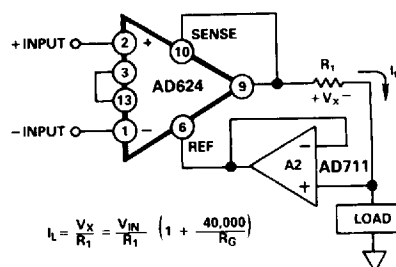 +INPUT
2
+
10
SENSE
3
AD624
13
9
R1
IL
+ VX −
−INPUT
1
−
6
REF
−
A2
AD711
+
LOAD
IL = VX/R1 = VIN/R1 (1 + 40,000/RG)